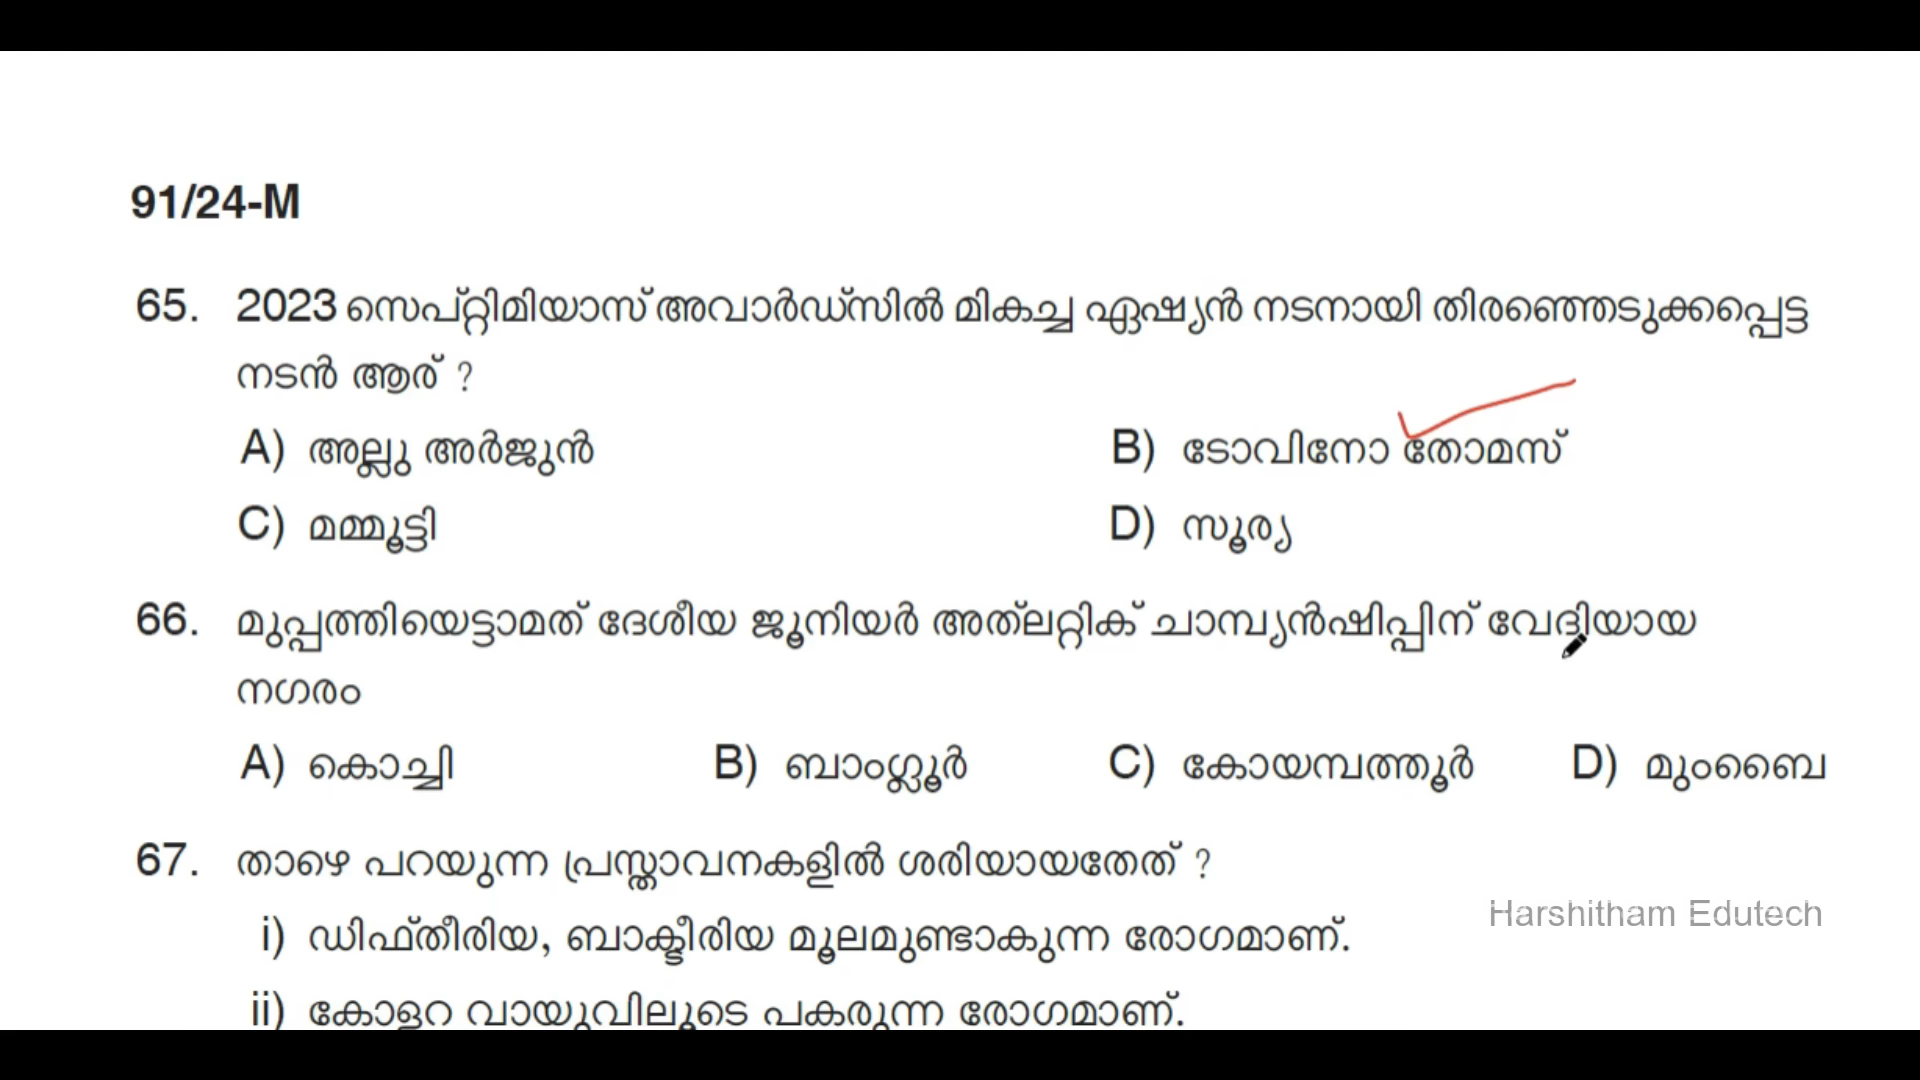 91/24-M
65. 2023 സെപ്റ്റിമിയാസ് അവാർഡ്സിൽ മികച്ച ഏഷ്യൻ നടനായി തിരഞ്ഞെടുക്കപ്പെട്ട
നടൻ ആര് ?
A) അല്ലു അർജുൻ B) ടോവിനോ തോമസ്
C) മമ്മൂട്ടി D) സൂര്യ
66. മുപ്പത്തിയെട്ടാമത് ദേശീയ ജൂനിയർ അത്‌ലറ്റിക് ചാമ്പ്യൻഷിപ്പിന് വേദ്ദിയായ
നഗരം
A) കൊച്ചി B) ബാംഗ്ലൂർ C) കോയമ്പത്തൂർ D) മുംബൈ
67. താഴെ പറയുന്ന പ്രസ്താവനകളിൽ ശരിയായതേത് ?
i) ഡിഫ്തീരിയ, ബാക്ടീരിയ മൂലമുണ്ടാകുന്ന രോഗമാണ്.
Harshitham Edutech
ii) കോളറ വായുവിലൂടെ പകരുന്ന രോഗമാണ്.